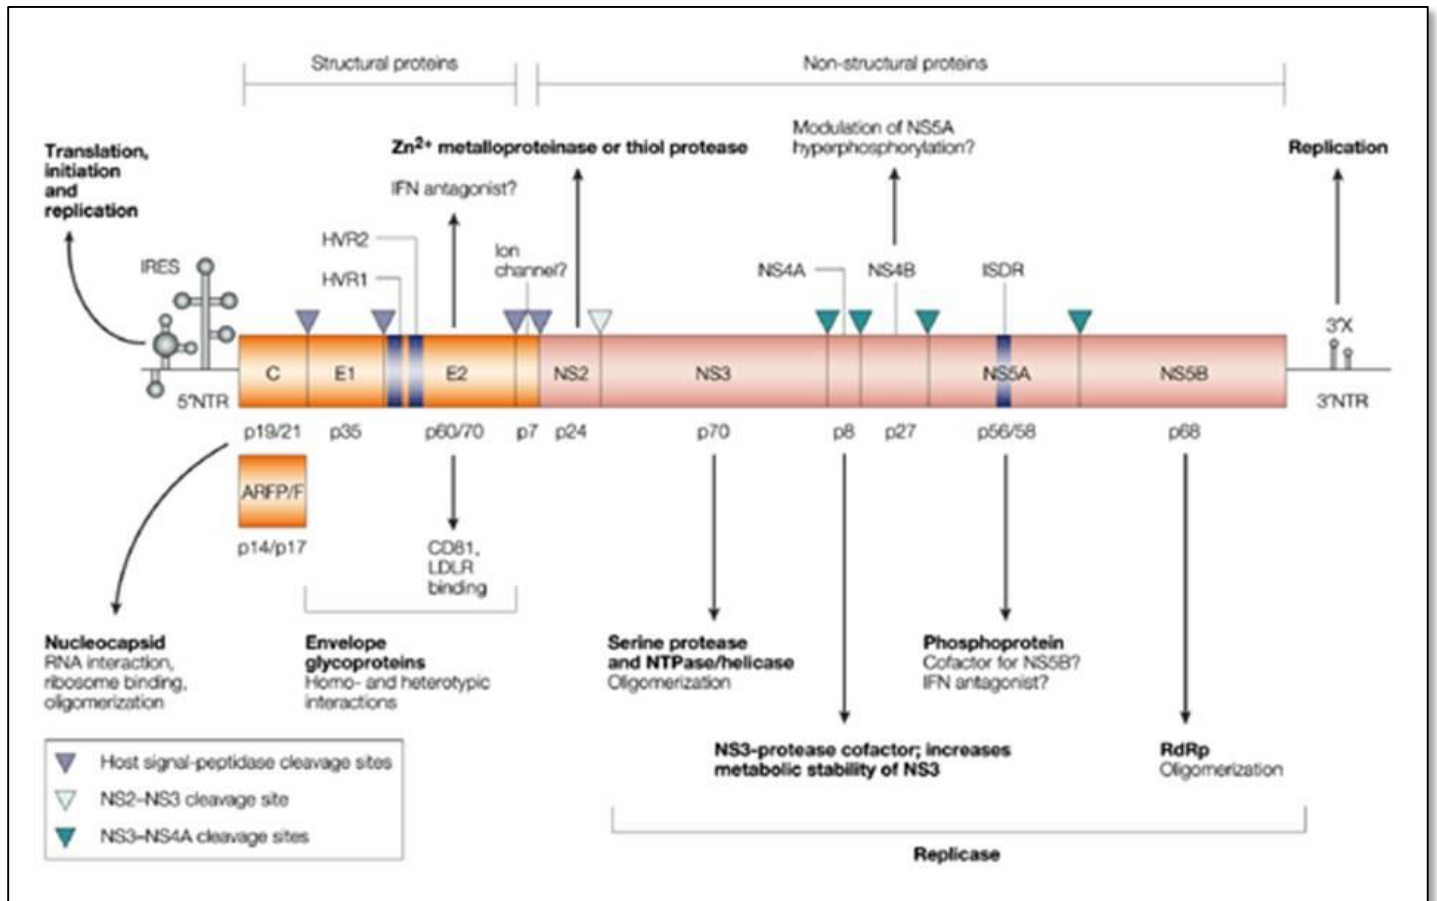 Structural proteins
Non-structural proteins
Translation,
initiation
and
replication
Zn2+ metalloproteinase or thiol protease
Modulation of NS5A
hyperphosphorylation?
Replication
IFN antagonist?
HVR2
HVR1
Ion
channel?
IRES
NS4A
NS4B
ISDR
3'X
C
E1
E2
NS2
NS3
NS5A
NS5B
5'NTR
3'NTR
p19/21
p35
p60/70
p7
p24
p70
p8
p27
p56/58
p68
ARFP/F
p14/p17
CD81,
LDLR
binding
Nucleocapsid
RNA interaction,
ribosome binding,
oligomerization
Envelope
glycoproteins
Homo- and heterotypic
interactions
Serine protease
and NTPase/helicase
Oligomerization
Phosphoprotein
Cofactor for NS5B?
IFN antagonist?
NS3-protease cofactor; increases
metabolic stability of NS3
RdRp
Oligomerization
Host signal-peptidase cleavage sites
NS2–NS3 cleavage site
NS3–NS4A cleavage sites
Replicase